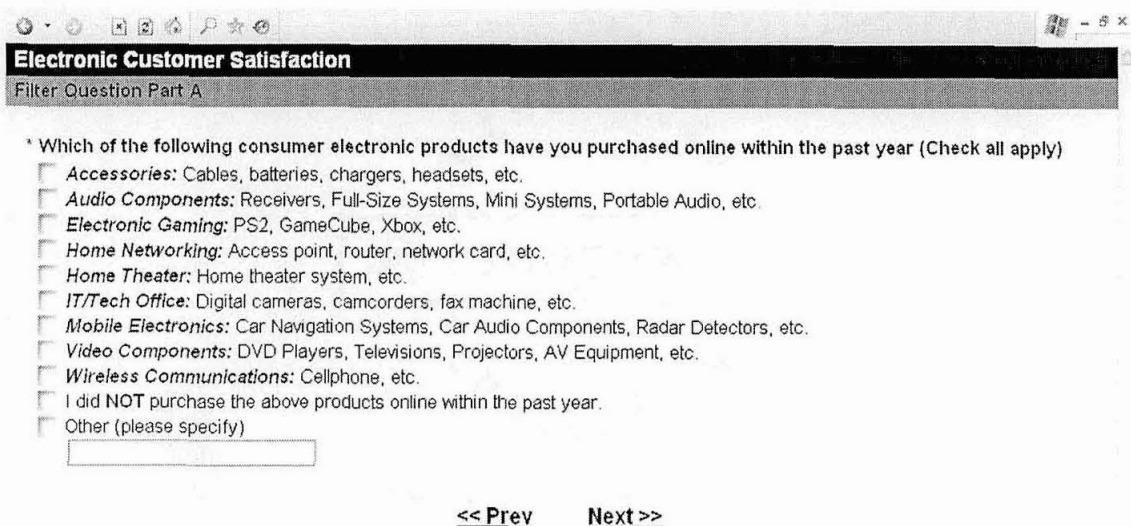 Electronic Customer Satisfaction
Filter Question Part A
* Which of the following consumer electronic products have you purchased online within the past year (Check all apply)
Accessories: Cables, batteries, chargers, headsets, etc.
Audio Components: Receivers, Full-Size Systems, Mini Systems, Portable Audio, etc.
Electronic Gaming: PS2, GameCube, Xbox, etc.
Home Networking: Access point, router, network card, etc.
Home Theater: Home theater system, etc.
IT/Tech Office: Digital cameras, camcorders, fax machine, etc.
Mobile Electronics: Car Navigation Systems, Car Audio Components, Radar Detectors, etc.
Video Components: DVD Players, Televisions, Projectors, AV Equipment, etc.
Wireless Communications: Cellphone, etc.
I did NOT purchase the above products online within the past year.
Other (please specify)
<< Prev Next >>